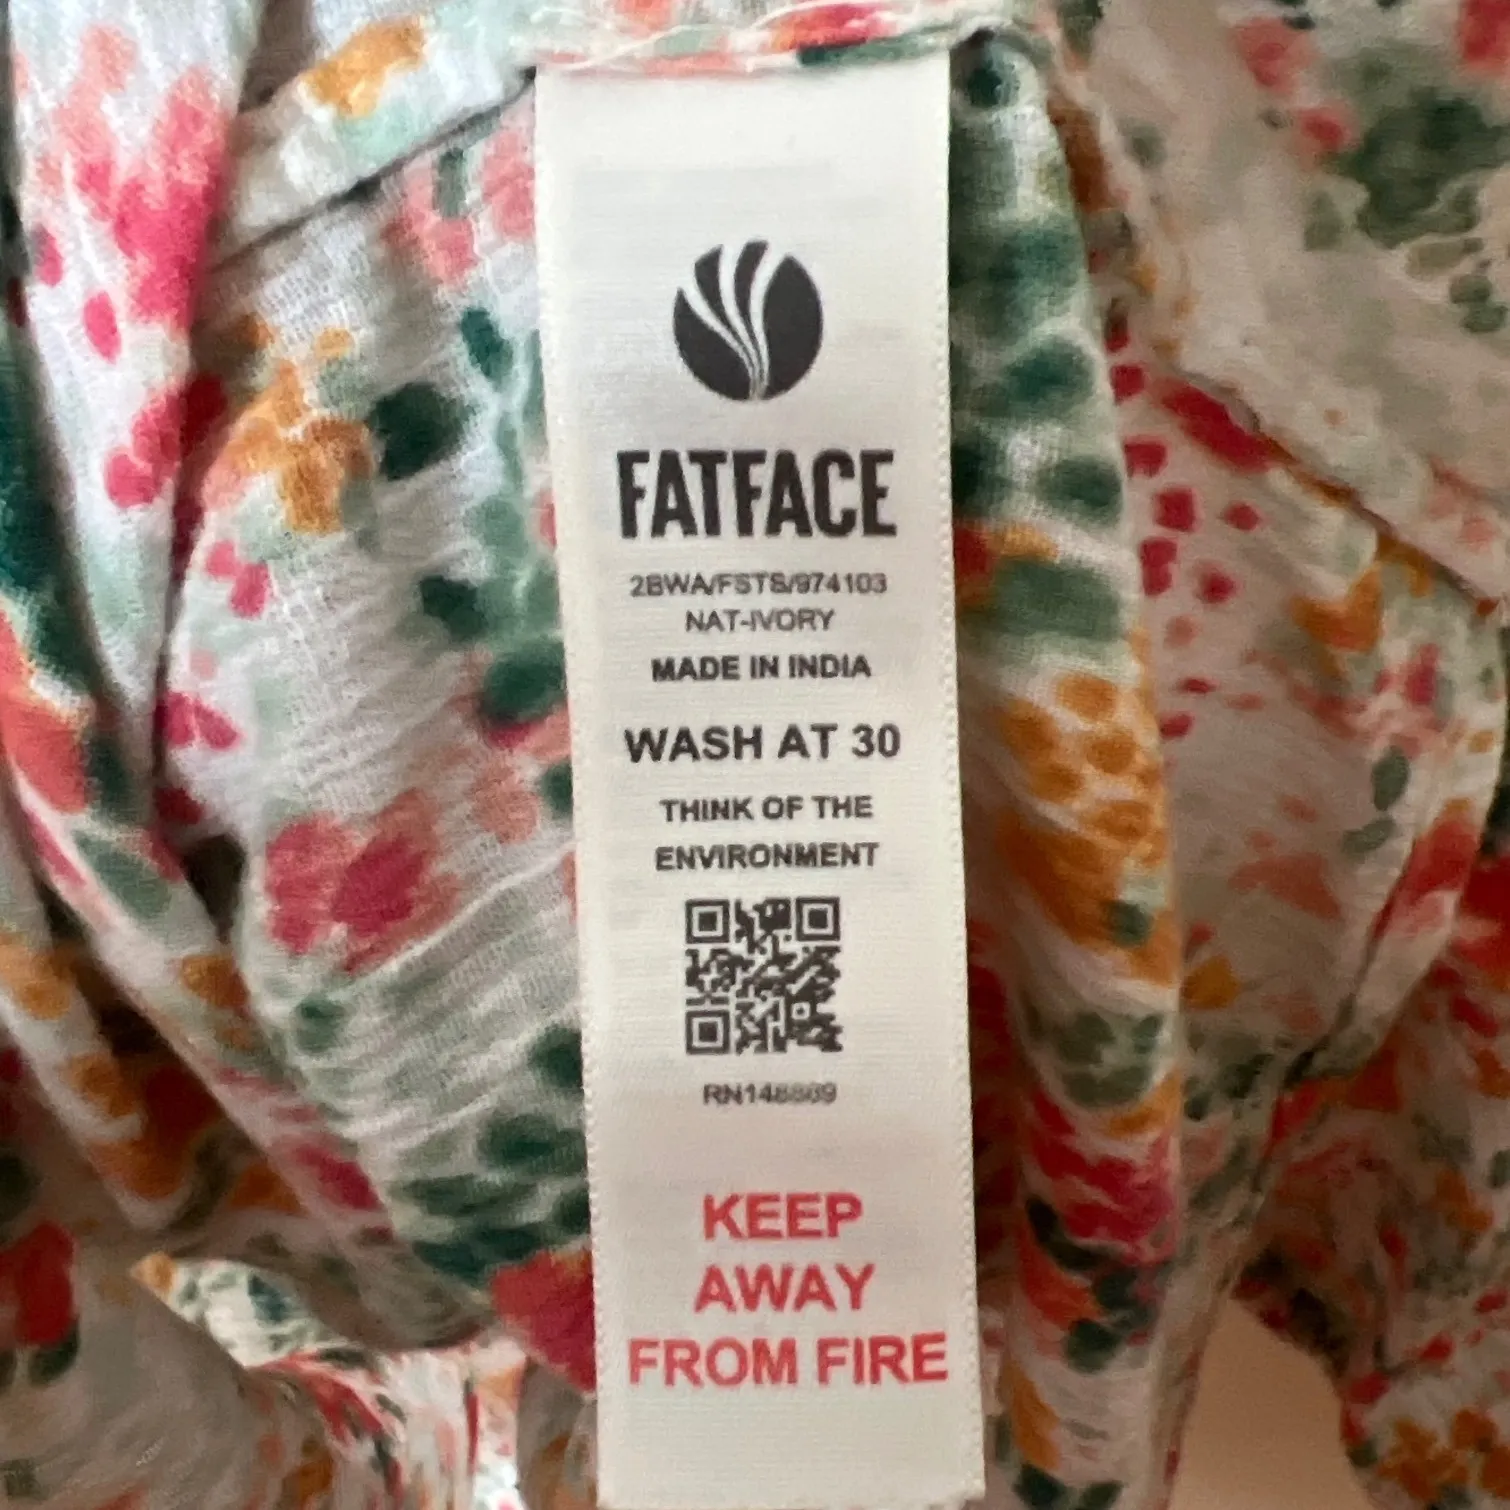 FATFACE
2BWA/FSTS/974103
NAT-IVORY
MADE IN INDIA
WASH AT 30
THINK OF THE
ENVIRONMENT
RN148869
KEEP
AWAY
FROM FIRE